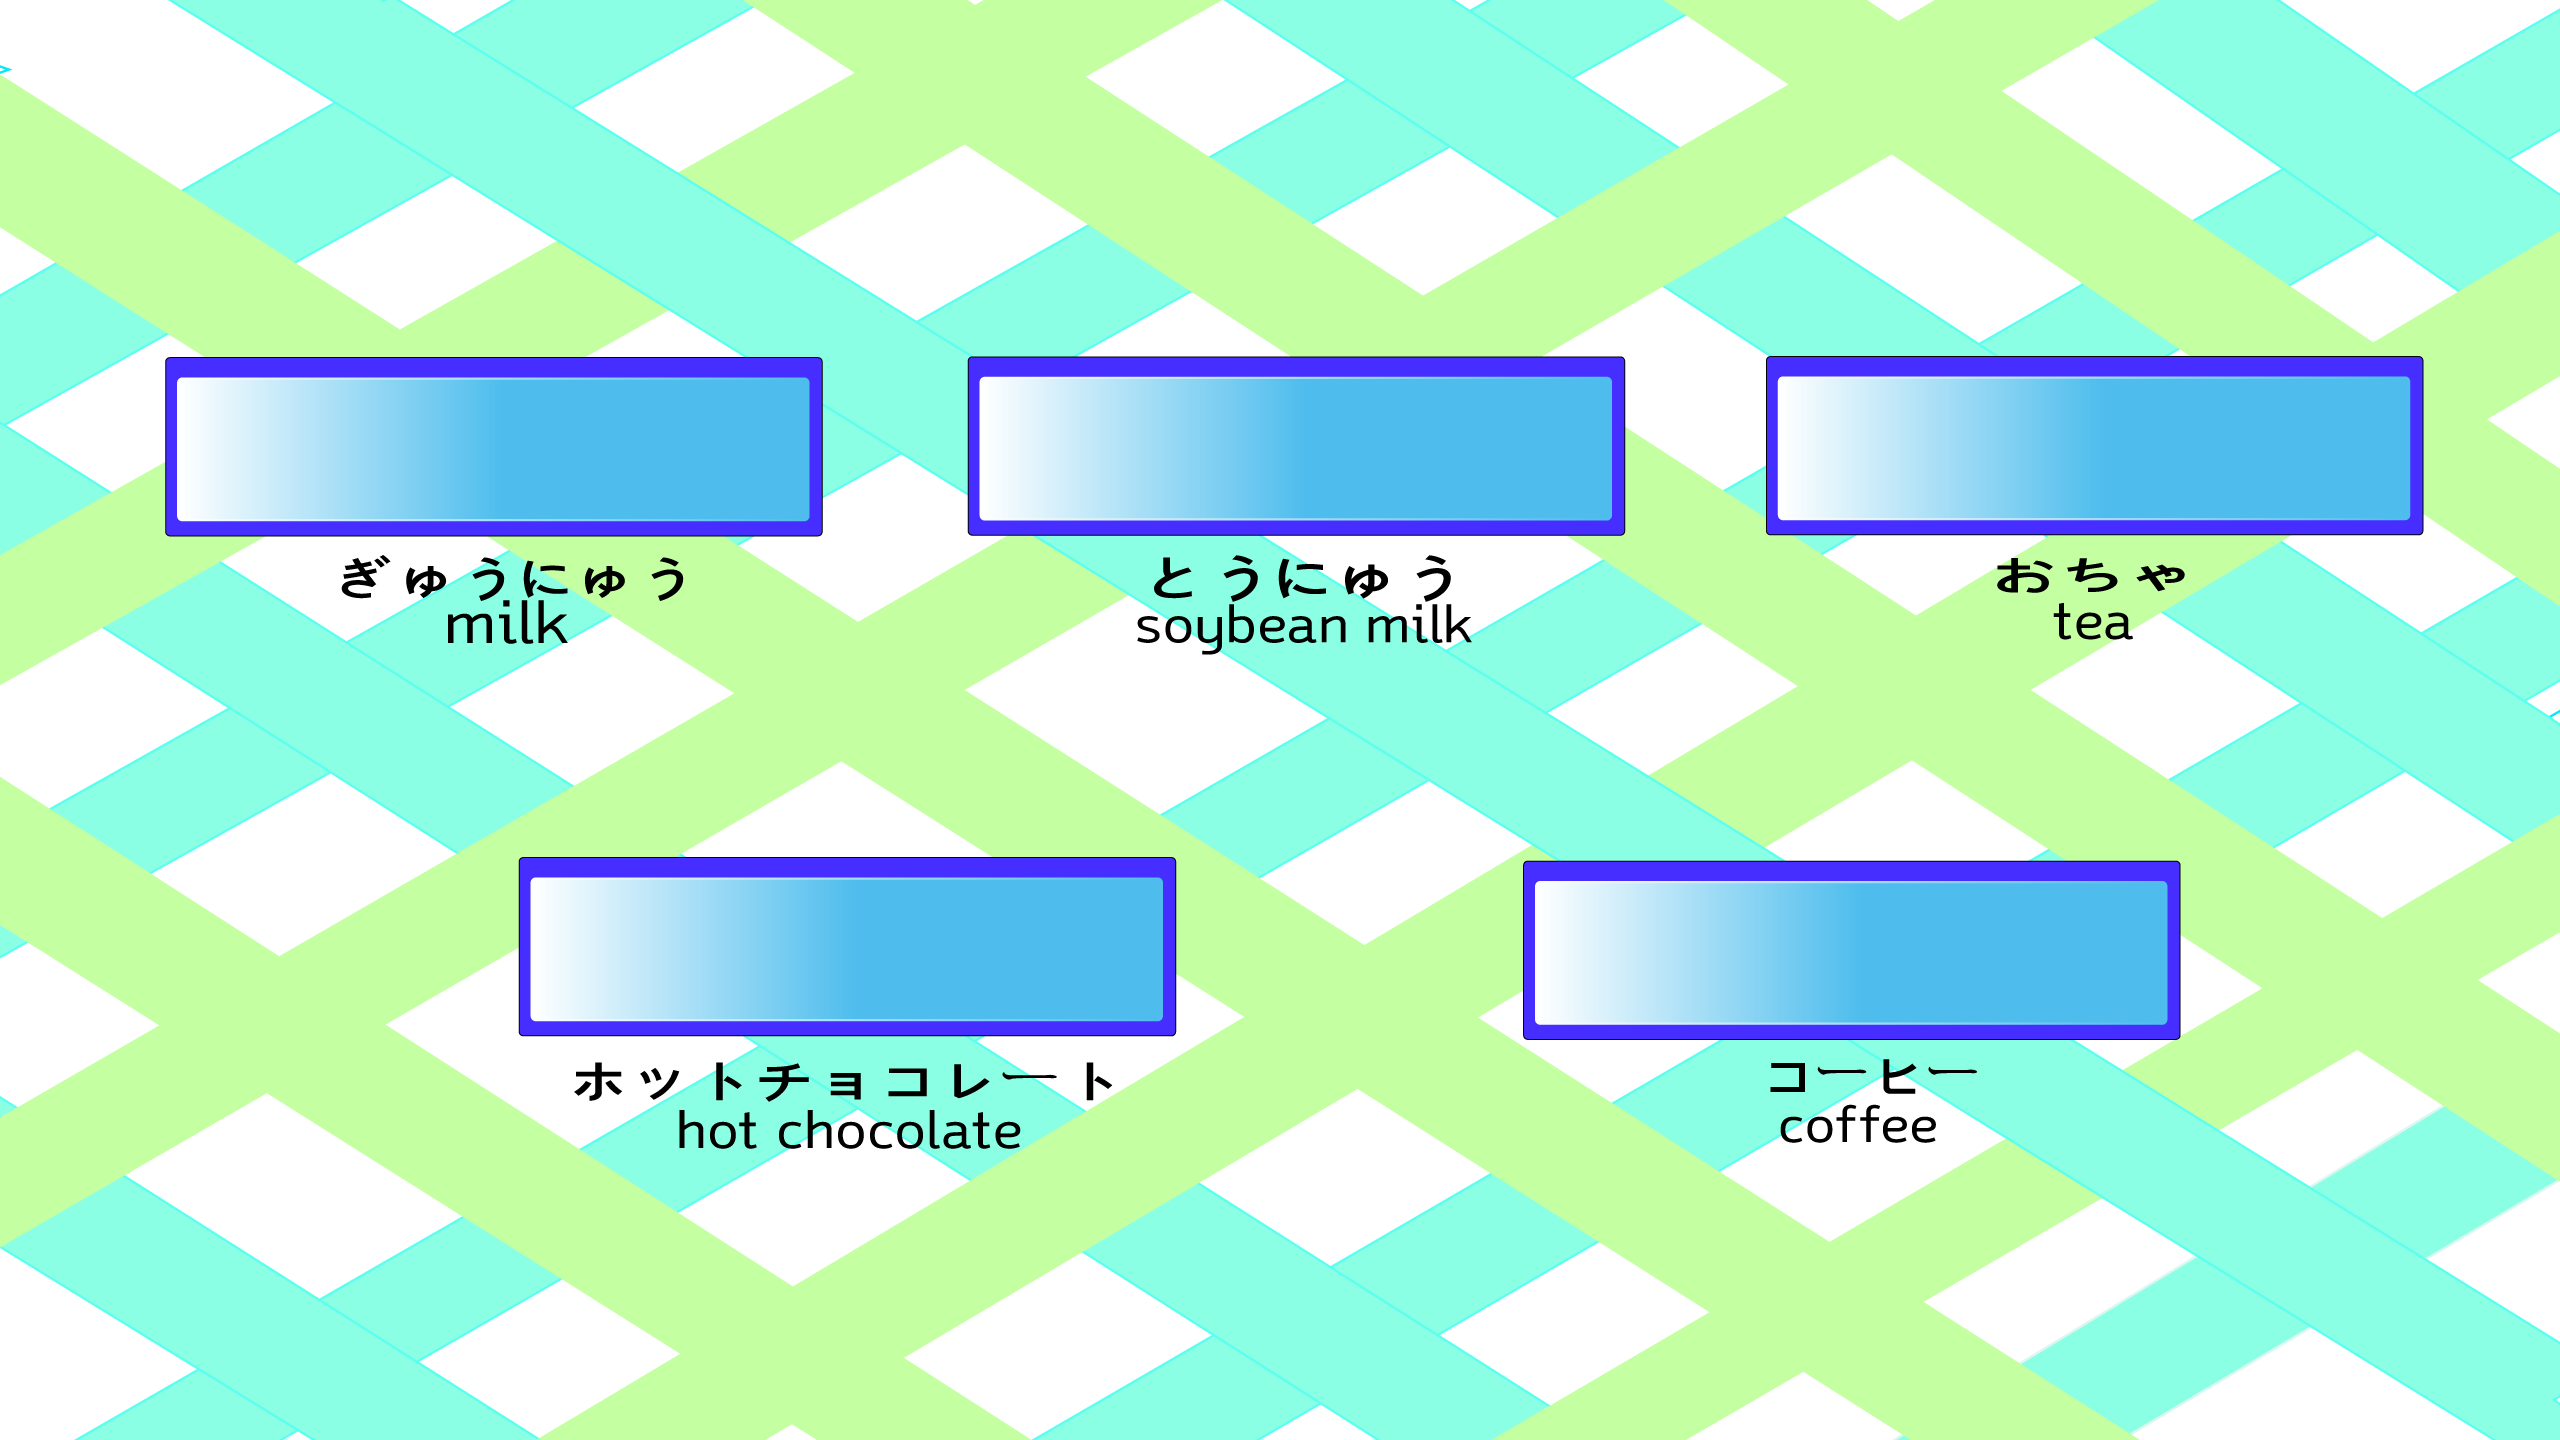 ぎゅうにゅう
milk
とうにゅう
soybean milk
おちゃ
tea
ホットチョコレート
hot chocolate
コーヒー
coffee